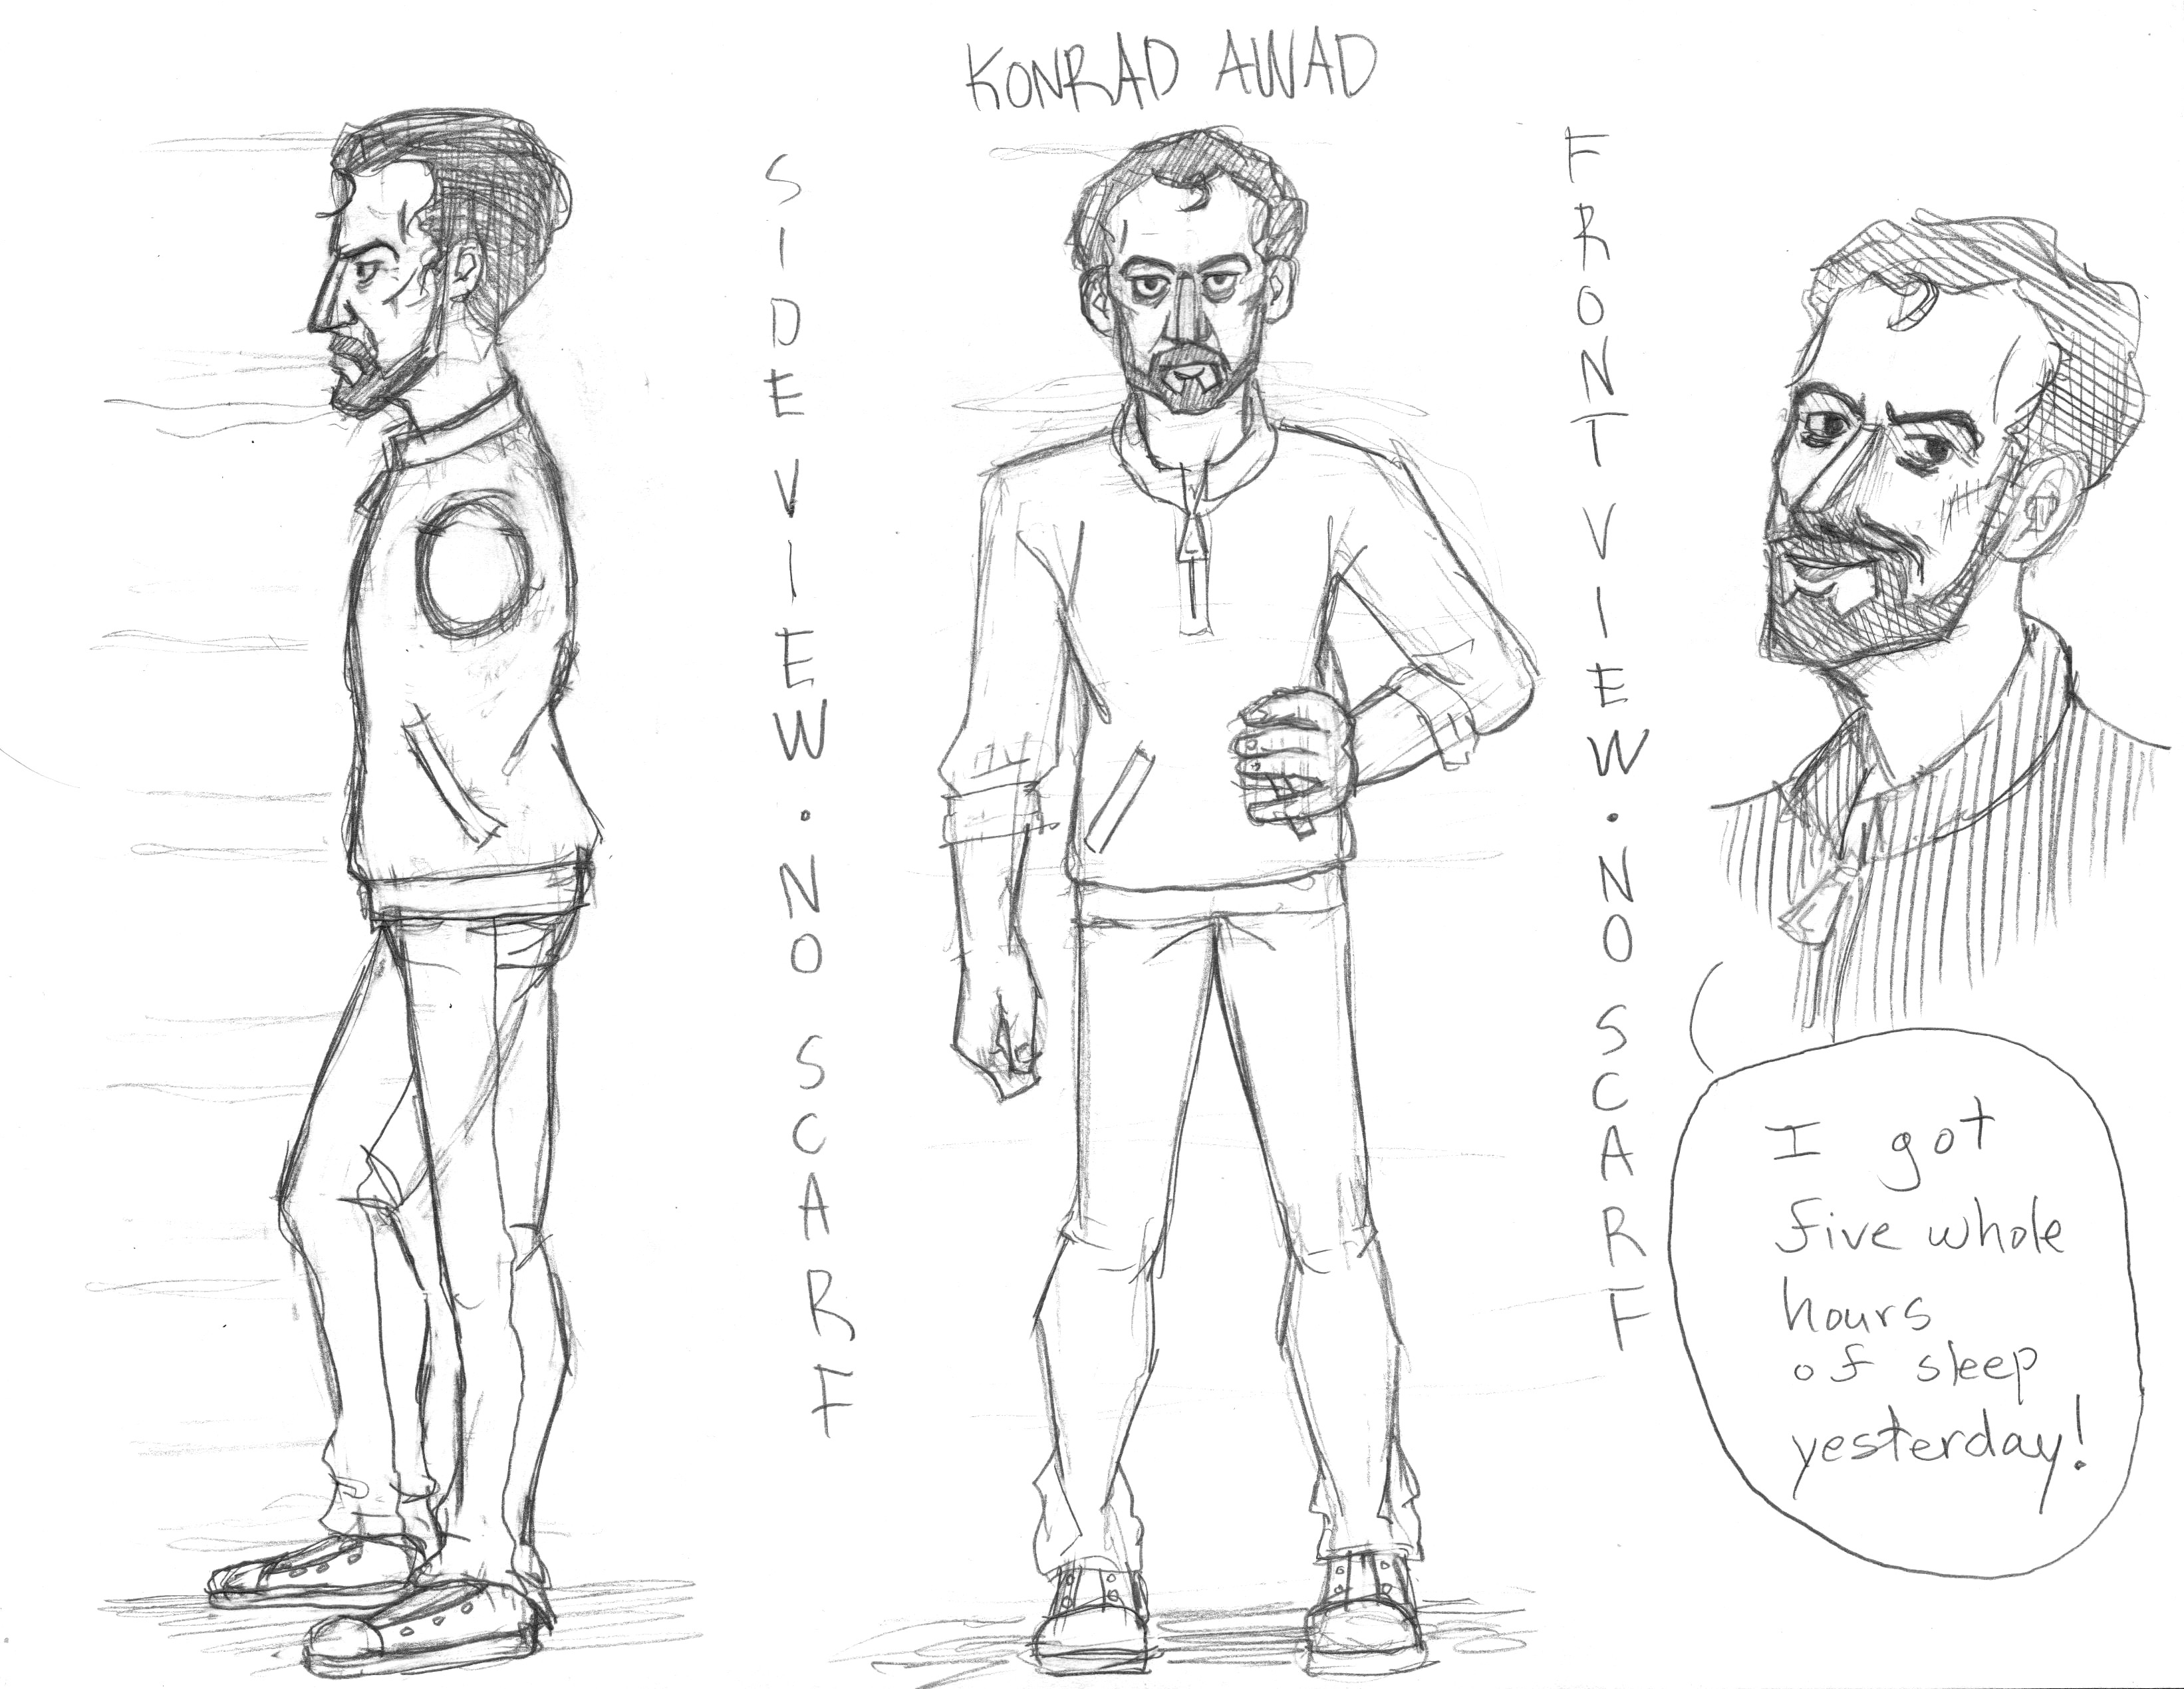 KONRAD AWAD
SIDE VIEW · NO SCARF
FRONT VIEW · NO SCARF
I got
five whole
hours
of sleep
yesterday!